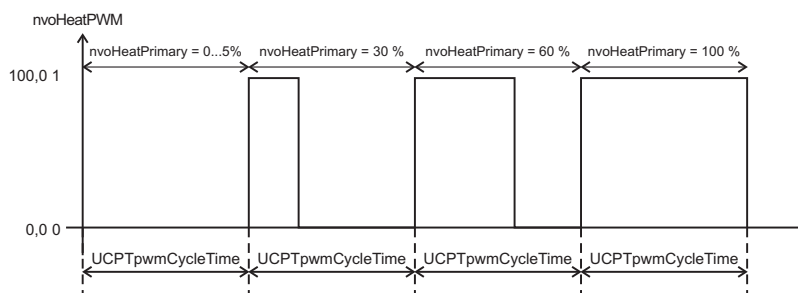 nvoHeatPWM
nvoHeatPrimary = 0...5% nvoHeatPrimary = 30 % nvoHeatPrimary = 60 % nvoHeatPrimary = 100 %
100,0 1
0,0 0
UCPTpwmCycleTime UCPTpwmCycleTime UCPTpwmCycleTime UCPTpwmCycleTime